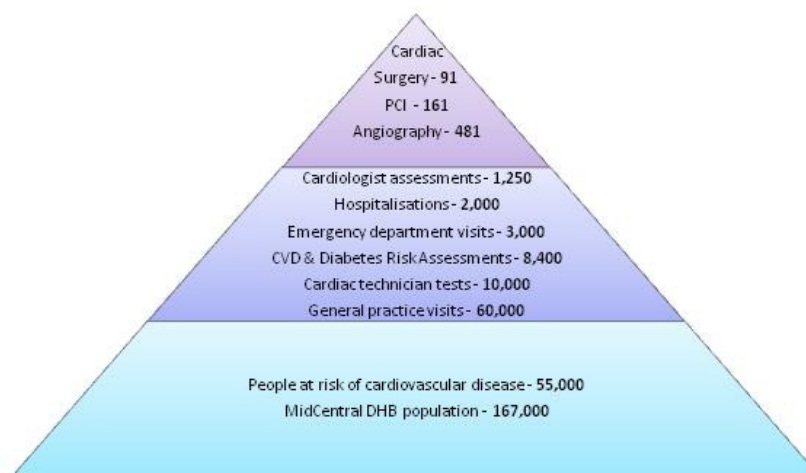 Cardiac
Surgery - 91
PCI - 161
Angiography - 481
Cardiologist assessments - 1,250
Hospitalisations - 2,000
Emergency department visits - 3,000
CVD & Diabetes Risk Assessments - 8,400
Cardiac technician tests - 10,000
General practice visits - 60,000
People at risk of cardiovascular disease - 55,000
MidCentral DHB population - 167,000